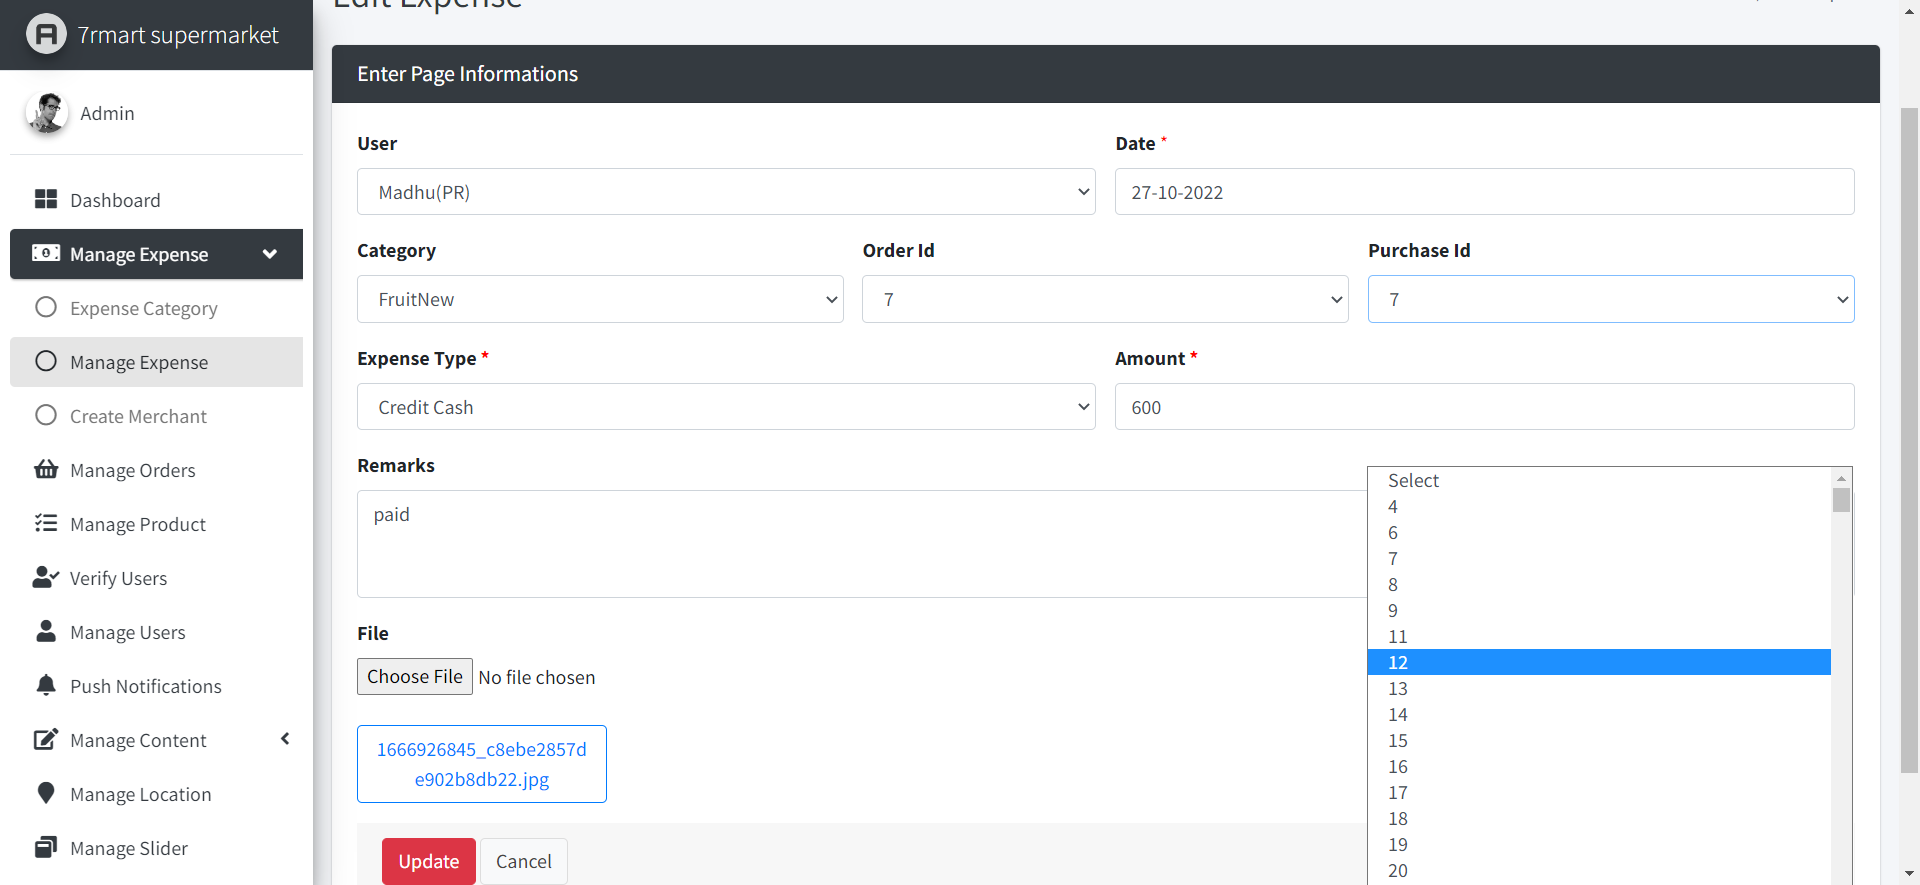 7rmart supermarket
Admin
Dashboard
Manage Expense
Expense Category
Manage Expense
Create Merchant
Manage Orders
Manage Product
Verify Users
Manage Users
Push Notifications
Manage Content
Manage Location
Manage Slider
Edit Expense
Enter Page Informations
User
Date *
Madhu(PR)
27-10-2022
Category
Order Id
Purchase Id
FruitNew
7
7
Expense Type *
Amount *
Credit Cash
600
Remarks
paid
File
Choose File No file chosen
1666926845_c8ebe2857d
e902b8db22.jpg
Update
Cancel
Select
4
6
7
8
9
11
12
13
14
15
16
17
18
19
20